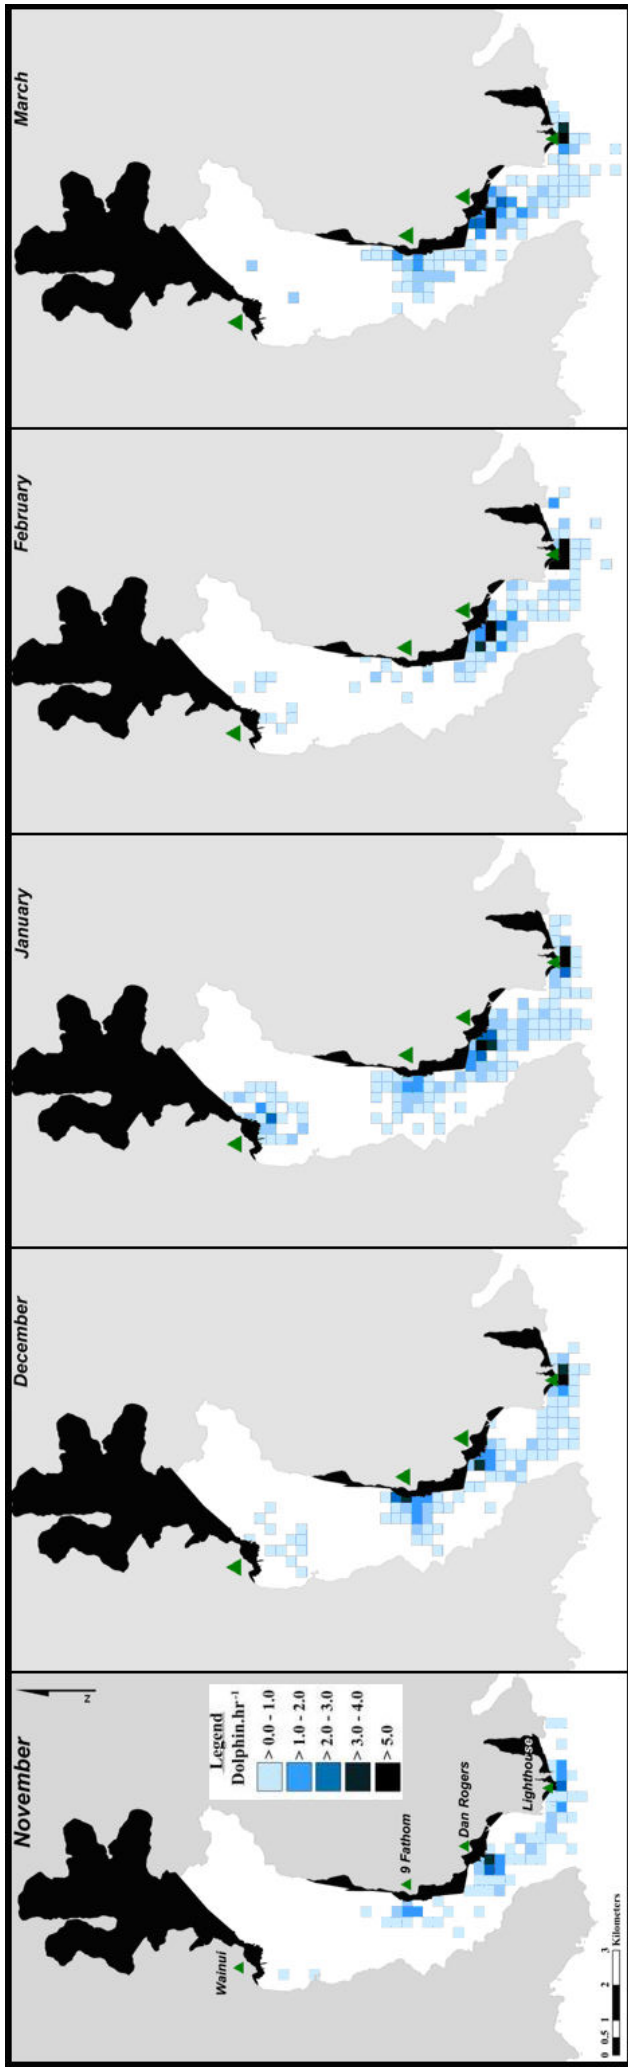 March
February
January
December
November
N
Legend
Dolphin.hr-1
> 0.0 - 1.0
> 1.0 - 2.0
> 2.0 - 3.0
> 3.0 - 4.0
> 5.0
Wainui
9 Fathom
Dan Rogers
Lighthouse
0 0.5 1 2 3
Kilometers